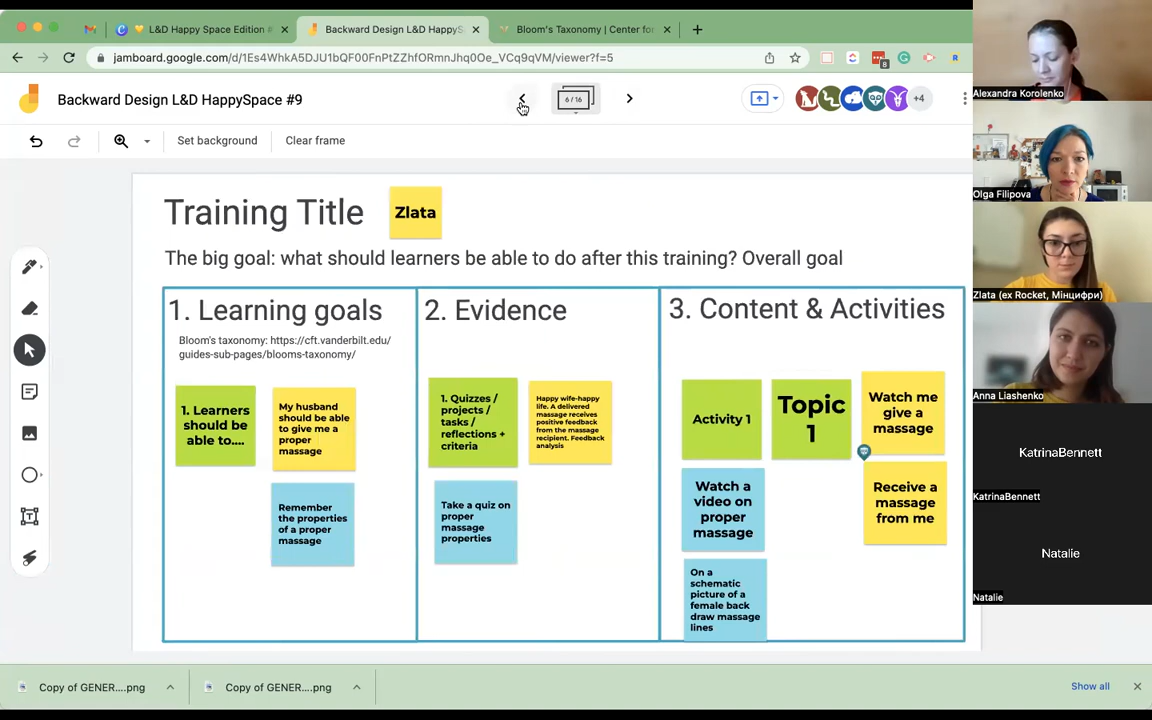 L&D Happy Space Edition #
Backward Design L&D HappyS
Bloom's Taxonomy | Center for
jamboard.google.com/d/1Es4WhkA5DJU1bQF00FnPtZZhfORmnJhq0Oe_VCq9qVM/viewer?f=5
8
Backward Design L&D HappySpace #9
6 / 16
+4
Set background
Clear frame
Training Title
Zlata
The big goal: what should learners be able to do after this training? Overall goal
1. Learning goals
Bloom's taxonomy: https://cft.vanderbilt.edu/
guides-sub-pages/blooms-taxonomy/
1. Learners
should be
able to....
My husband
should be able
to give me a
proper
massage
Remember
the properties
of a proper
massage
2. Evidence
1. Quizzes /
projects /
tasks /
reflections +
criteria
Happy wife-happy
life. A delivered
massage receives
positive feedback
from the massage
recipient. Feedback
analysis
Take a quiz on
proper
massage
properties
3. Content & Activities
Activity 1
Topic
1
Watch me
give a
massage
Watch a
video on
proper
massage
Receive a
massage
from me
On a
schematic
picture of a
female back
draw massage
lines
Alexandra Korolenko
Olga Filipova
Zlata (ex Rocket, Мінцифри)
Anna Liashenko
KatrinaBennett
KatrinaBennett
Natalie
Natalie
Copy of GENER....png
Copy of GENER....png
Show all